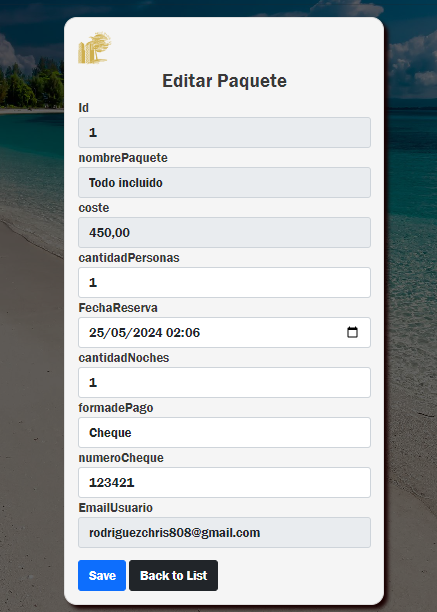 Editar Paquete
Id
1
nombrePaquete
Todo incluido
coste
450,00
cantidadPersonas
1
FechaReserva
25/05/2024 02:06
cantidadNoches
1
formadePago
Cheque
numeroCheque
123421
EmailUsuario
rodriguezchris808@gmail.com
Save Back to List